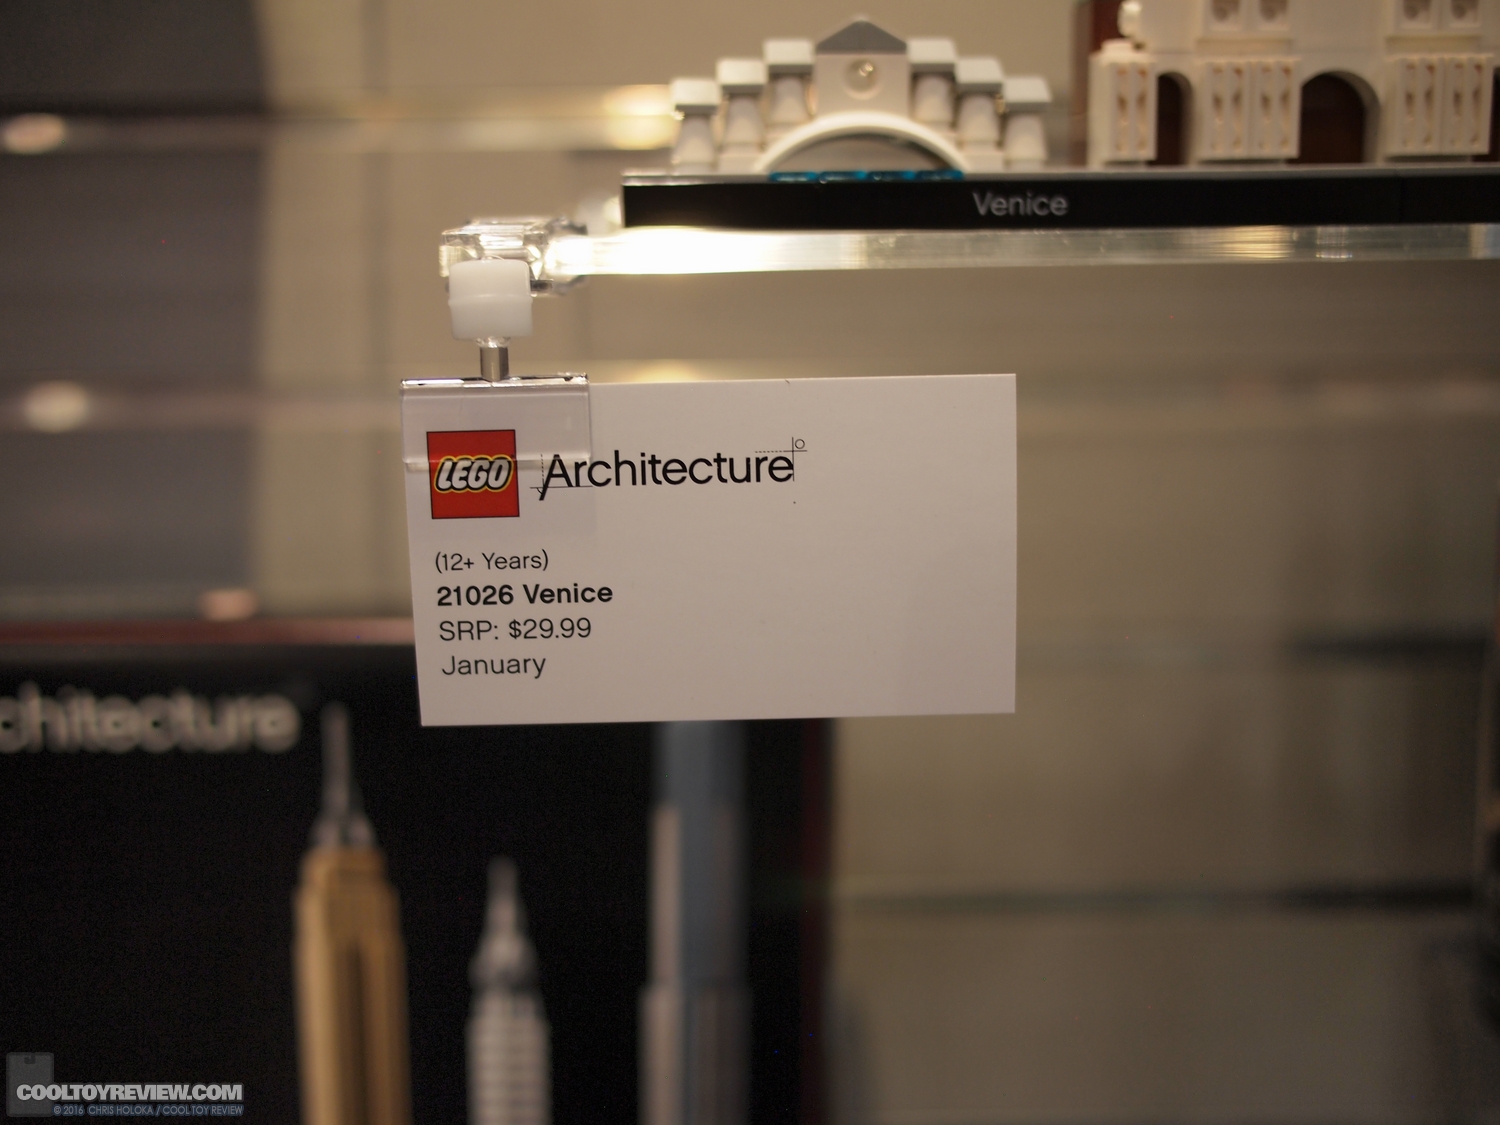 Venice
LEGO Architecture
(12+ Years)
21026 Venice
SRP: $29.99
January
chitecture
COOLTOYREVIEW.COM
© 2016 CHRIS HOLOKA / COOL TOY REVIEW